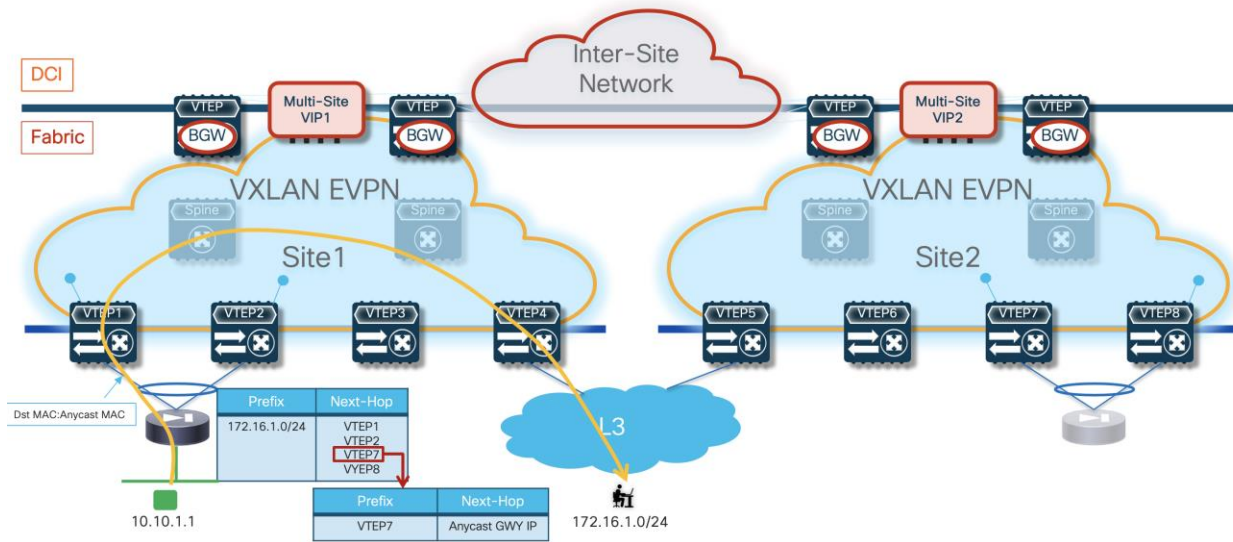 Inter-Site
Network
DCI
Fabric
VTEP
BGW
Multi-Site
VIP1
VTEP
BGW
VTEP
BGW
Multi-Site
VIP2
VTEP
BGW
VXLAN EVPN
VXLAN EVPN
Spine
Spine
Spine
Spine
Site1
Site2
VTEP1
VTEP2
VTEP3
VTEP4
VTEP5
VTEP6
VTEP7
VTEP8
Dst MAC:Anycast MAC
Prefix Next-Hop
172.16.1.0/24 VTEP1
VTEP2
VTEP7
VYEP8
L3
Prefix Next-Hop
VTEP7 Anycast GWY IP
10.10.1.1
172.16.1.0/24